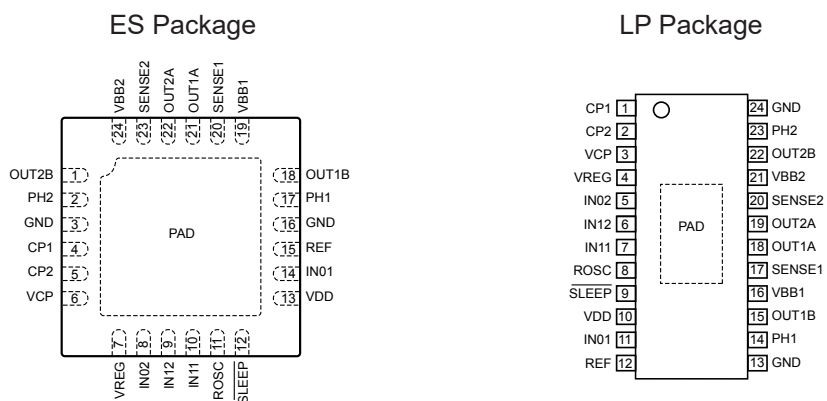 ES Package
LP Package
VBB2
SENSE2
OUT2A
OUT1A
SENSE1
VBB1
24
23
22
21
20
19
OUT2B 1
PH2 2
GND 3
CP1 4
CP2 5
VCP 6
PAD
18 OUT1B
17 PH1
16 GND
15 REF
14 IN01
13 VDD
7
8
9
10
11
12
VREG
IN02
IN12
IN11
ROSC
SLEEP
CP1 1
CP2 2
VCP 3
VREG 4
IN02 5
IN12 6
IN11 7
ROSC 8
SLEEP 9
VDD 10
IN01 11
REF 12
PAD
24 GND
23 PH2
22 OUT2B
21 VBB2
20 SENSE2
19 OUT2A
18 OUT1A
17 SENSE1
16 VBB1
15 OUT1B
14 PH1
13 GND